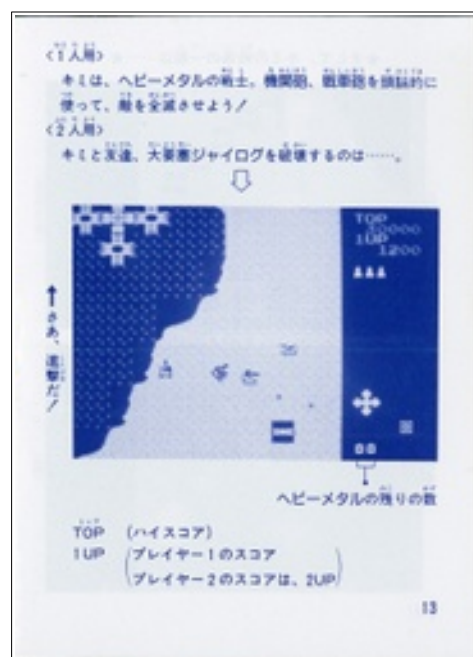 〈1人用〉
キミは、ヘビーメタルの戦士。機関砲、戦車砲を頭脳的に
使って、敵を全滅させよう！
〈2人用〉
キミと友達、大要塞ジャイログを破壊するのは……。
TOP
30000
1UP
1200
↑さあ、進撃だ！
ヘビーメタルの残りの数
TOP （ハイスコア）
1UP （プレイヤー1のスコア
プレイヤー2のスコアは、2UP）
13